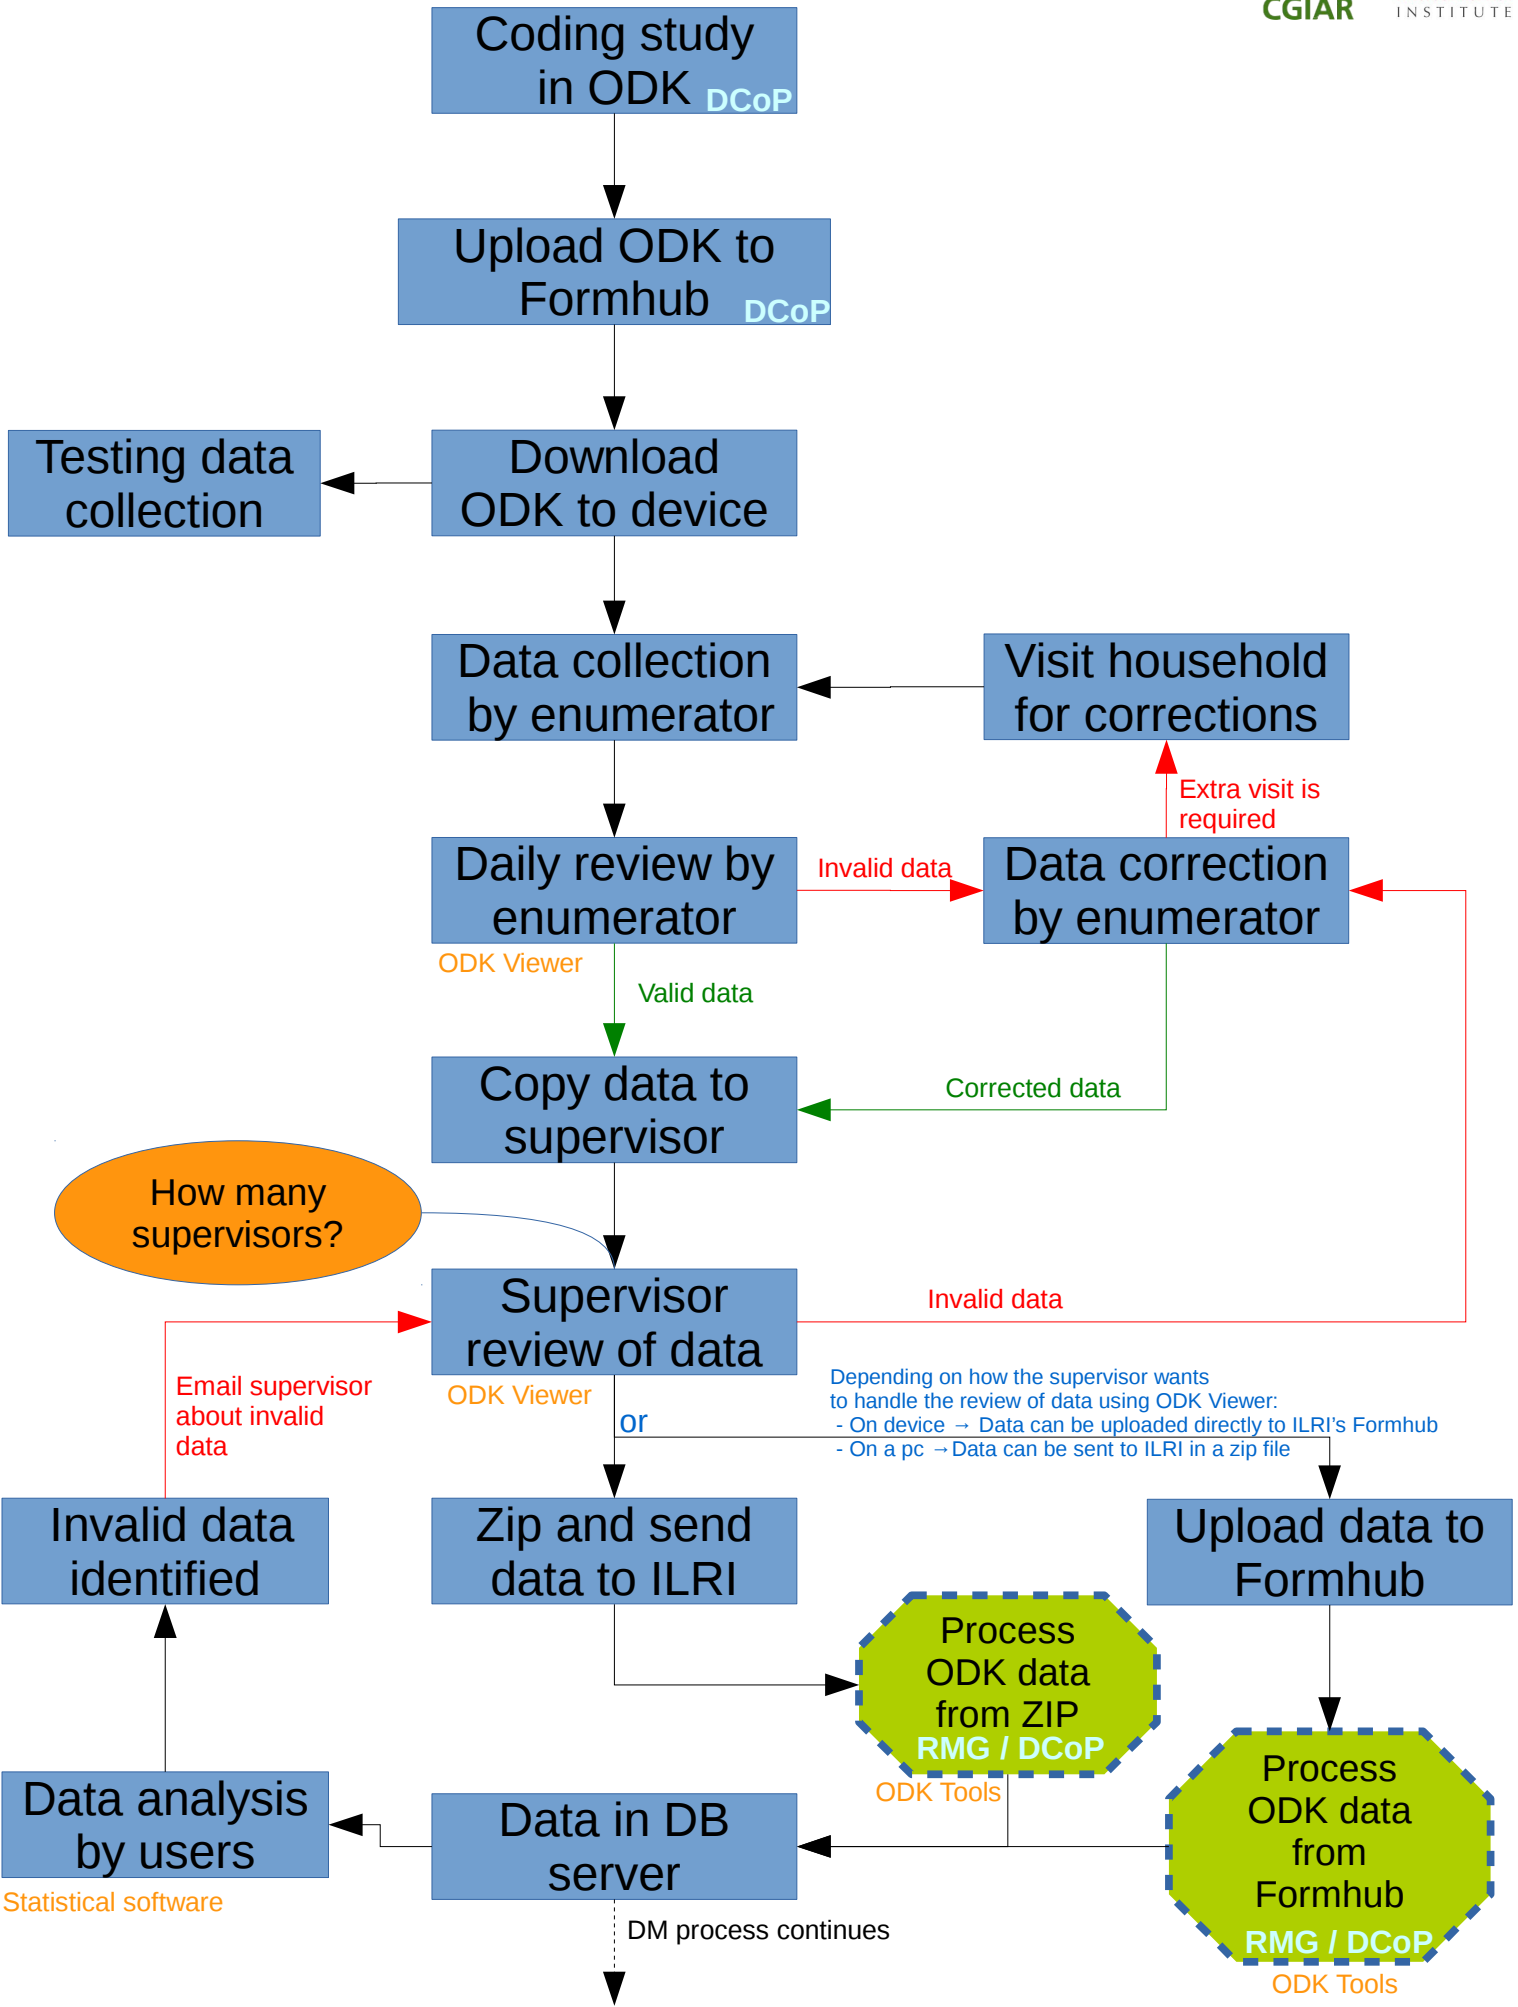 CGIAR
INSTITUTE
Coding study
in ODK
DCoP
Upload ODK to
Formhub
DCoP
Testing data
collection
Download
ODK to device
Data collection
by enumerator
Visit household
for corrections
Extra visit is
required
Daily review by
enumerator
Invalid data
Data correction
by enumerator
ODK Viewer
Valid data
Copy data to
supervisor
Corrected data
How many
supervisors?
Supervisor
review of data
Invalid data
ODK Viewer
Email supervisor
about invalid
data
or
Depending on how the supervisor wants
to handle the review of data using ODK Viewer:
- On device → Data can be uploaded directly to ILRI's Formhub
- On a pc →Data can be sent to ILRI in a zip file
Invalid data
identified
Zip and send
data to ILRI
Upload data to
Formhub
Process
ODK data
from ZIP
RMG / DCoP
ODK Tools
Process
ODK data
from
Formhub
RMG / DCoP
ODK Tools
Data analysis
by users
Statistical software
Data in DB
server
DM process continues